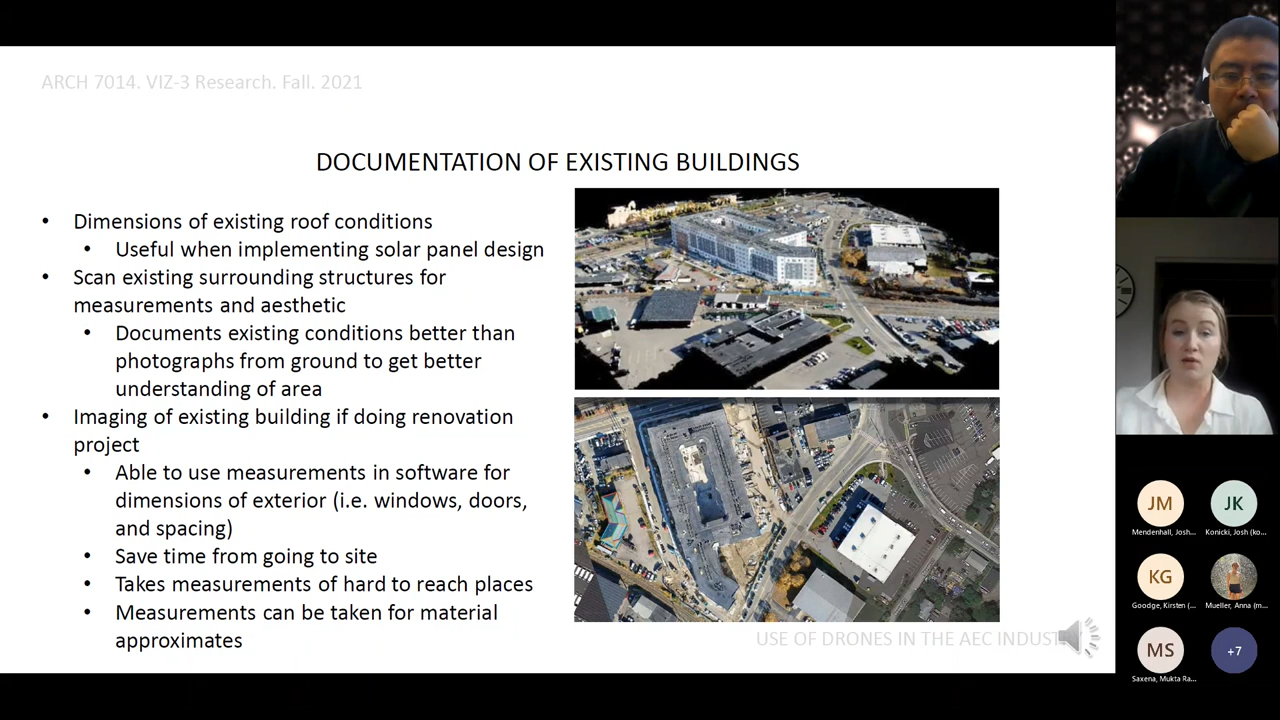 ARCH 7014. VIZ-3 Research. Fall. 2021
DOCUMENTATION OF EXISTING BUILDINGS
• Dimensions of existing roof conditions
• Useful when implementing solar panel design
• Scan existing surrounding structures for
measurements and aesthetic
• Documents existing conditions better than
photographs from ground to get better
understanding of area
• Imaging of existing building if doing renovation
project
• Able to use measurements in software for
dimensions of exterior (i.e. windows, doors,
and spacing)
• Save time from going to site
• Takes measurements of hard to reach places
• Measurements can be taken for material
approximates
USE OF DRONES IN THE AEC
JM
Mendenhall, Josh...
JK
Konicki, Josh (ko...
KG
Goodge, Kirsten (...
Mueller, Anna (m...
MS
Saxena, Mukta Ra...
+7